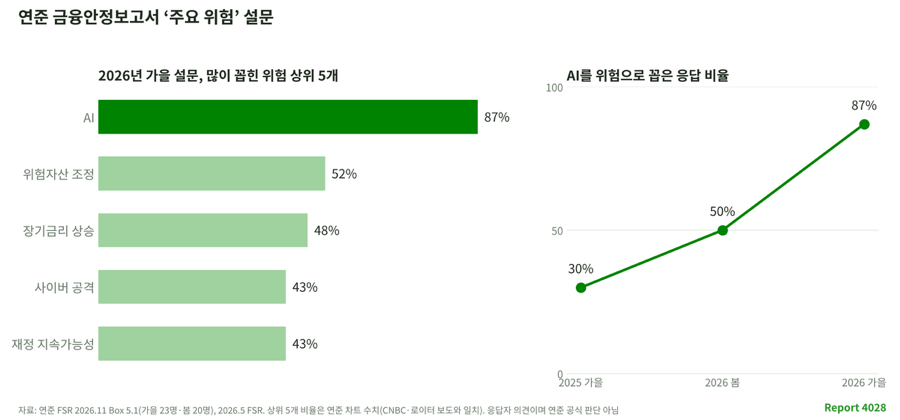 연준 금융안정보고서 ‘주요 위험’ 설문
2026년 가을 설문, 많이 꼽힌 위험 상위 5개
AI
87%
위험자산 조정
52%
장기금리 상승
48%
사이버 공격
43%
재정 지속가능성
43%
AI를 위험으로 꼽은 응답 비율
100
50
0
30%
50%
87%
2025 가을
2026 봄
2026 가을
자료: 연준 FSR 2026.11 Box 5.1(가을 23명·봄 20명), 2026.5 FSR. 상위 5개 비율은 연준 차트 수치(CNBC·로이터 보도와 일치). 응답자 의견이며 연준 공식 판단 아님
Report 4028